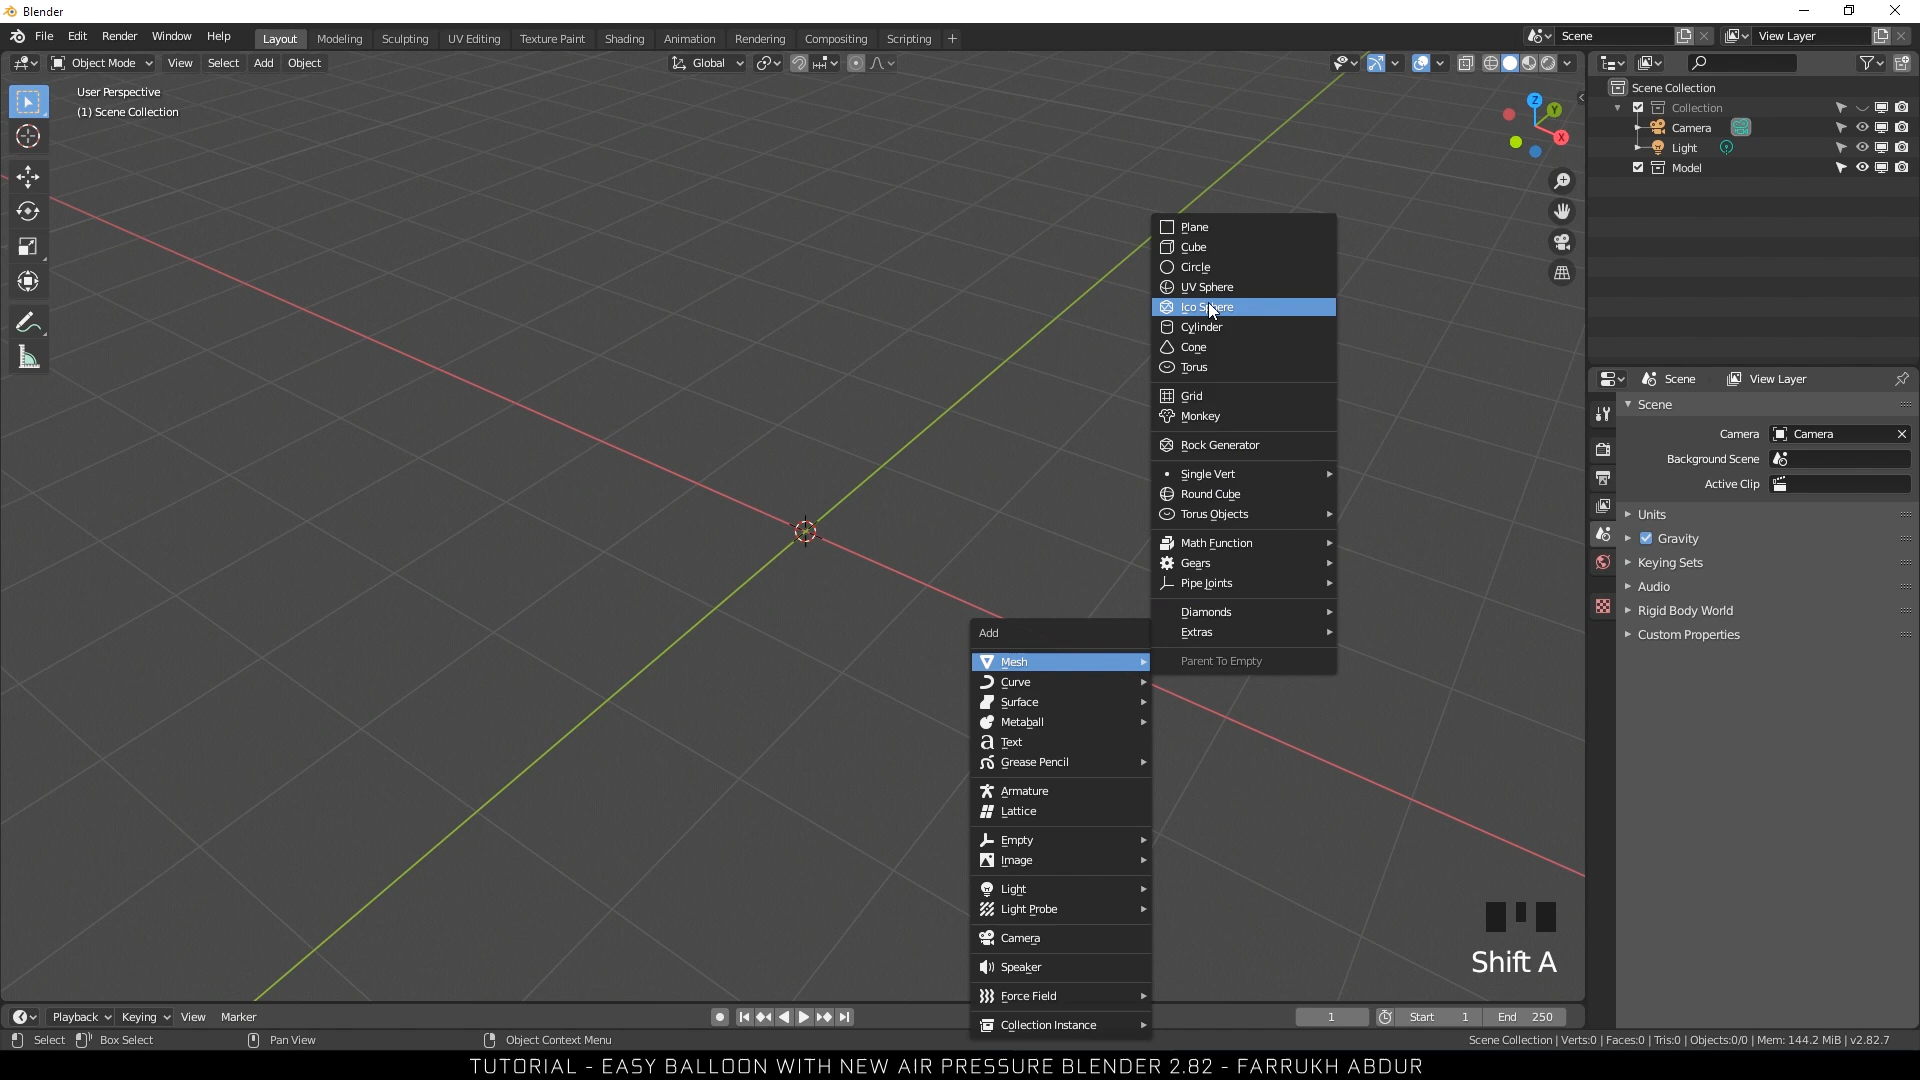 Blender
File Edit Render Window Help
Layout Modeling Sculpting UV Editing Texture Paint Shading Animation Rendering Compositing Scripting +
Scene
View Layer
Object Mode View Select Add Object
Global
User Perspective
(1) Scene Collection
Z
Y
X
Scene Collection
Collection
Camera
Light
Model
Plane
Cube
Circle
UV Sphere
Ico Sphere
Cylinder
Cone
Torus
Grid
Monkey
Rock Generator
Single Vert
Round Cube
Torus Objects
Math Function
Gears
Pipe Joints
Diamonds
Extras
Parent To Empty
Add
Mesh
Curve
Surface
Metaball
Text
Grease Pencil
Armature
Lattice
Empty
Image
Light
Light Probe
Camera
Speaker
Force Field
Collection Instance
Scene View Layer
Scene
Camera Camera
Background Scene
Active Clip
Units
Gravity
Keying Sets
Audio
Rigid Body World
Custom Properties
Shift A
Playback Keying View Marker
1 Start 1 End 250
Select Box Select Pan View Object Context Menu
Scene Collection | Verts:0 | Faces:0 | Tris:0 | Objects:0/0 | Mem: 144.2 MiB | v2.82.7
TUTORIAL - EASY BALLOON WITH NEW AIR PRESSURE BLENDER 2.82 - FARRUKH ABDUR